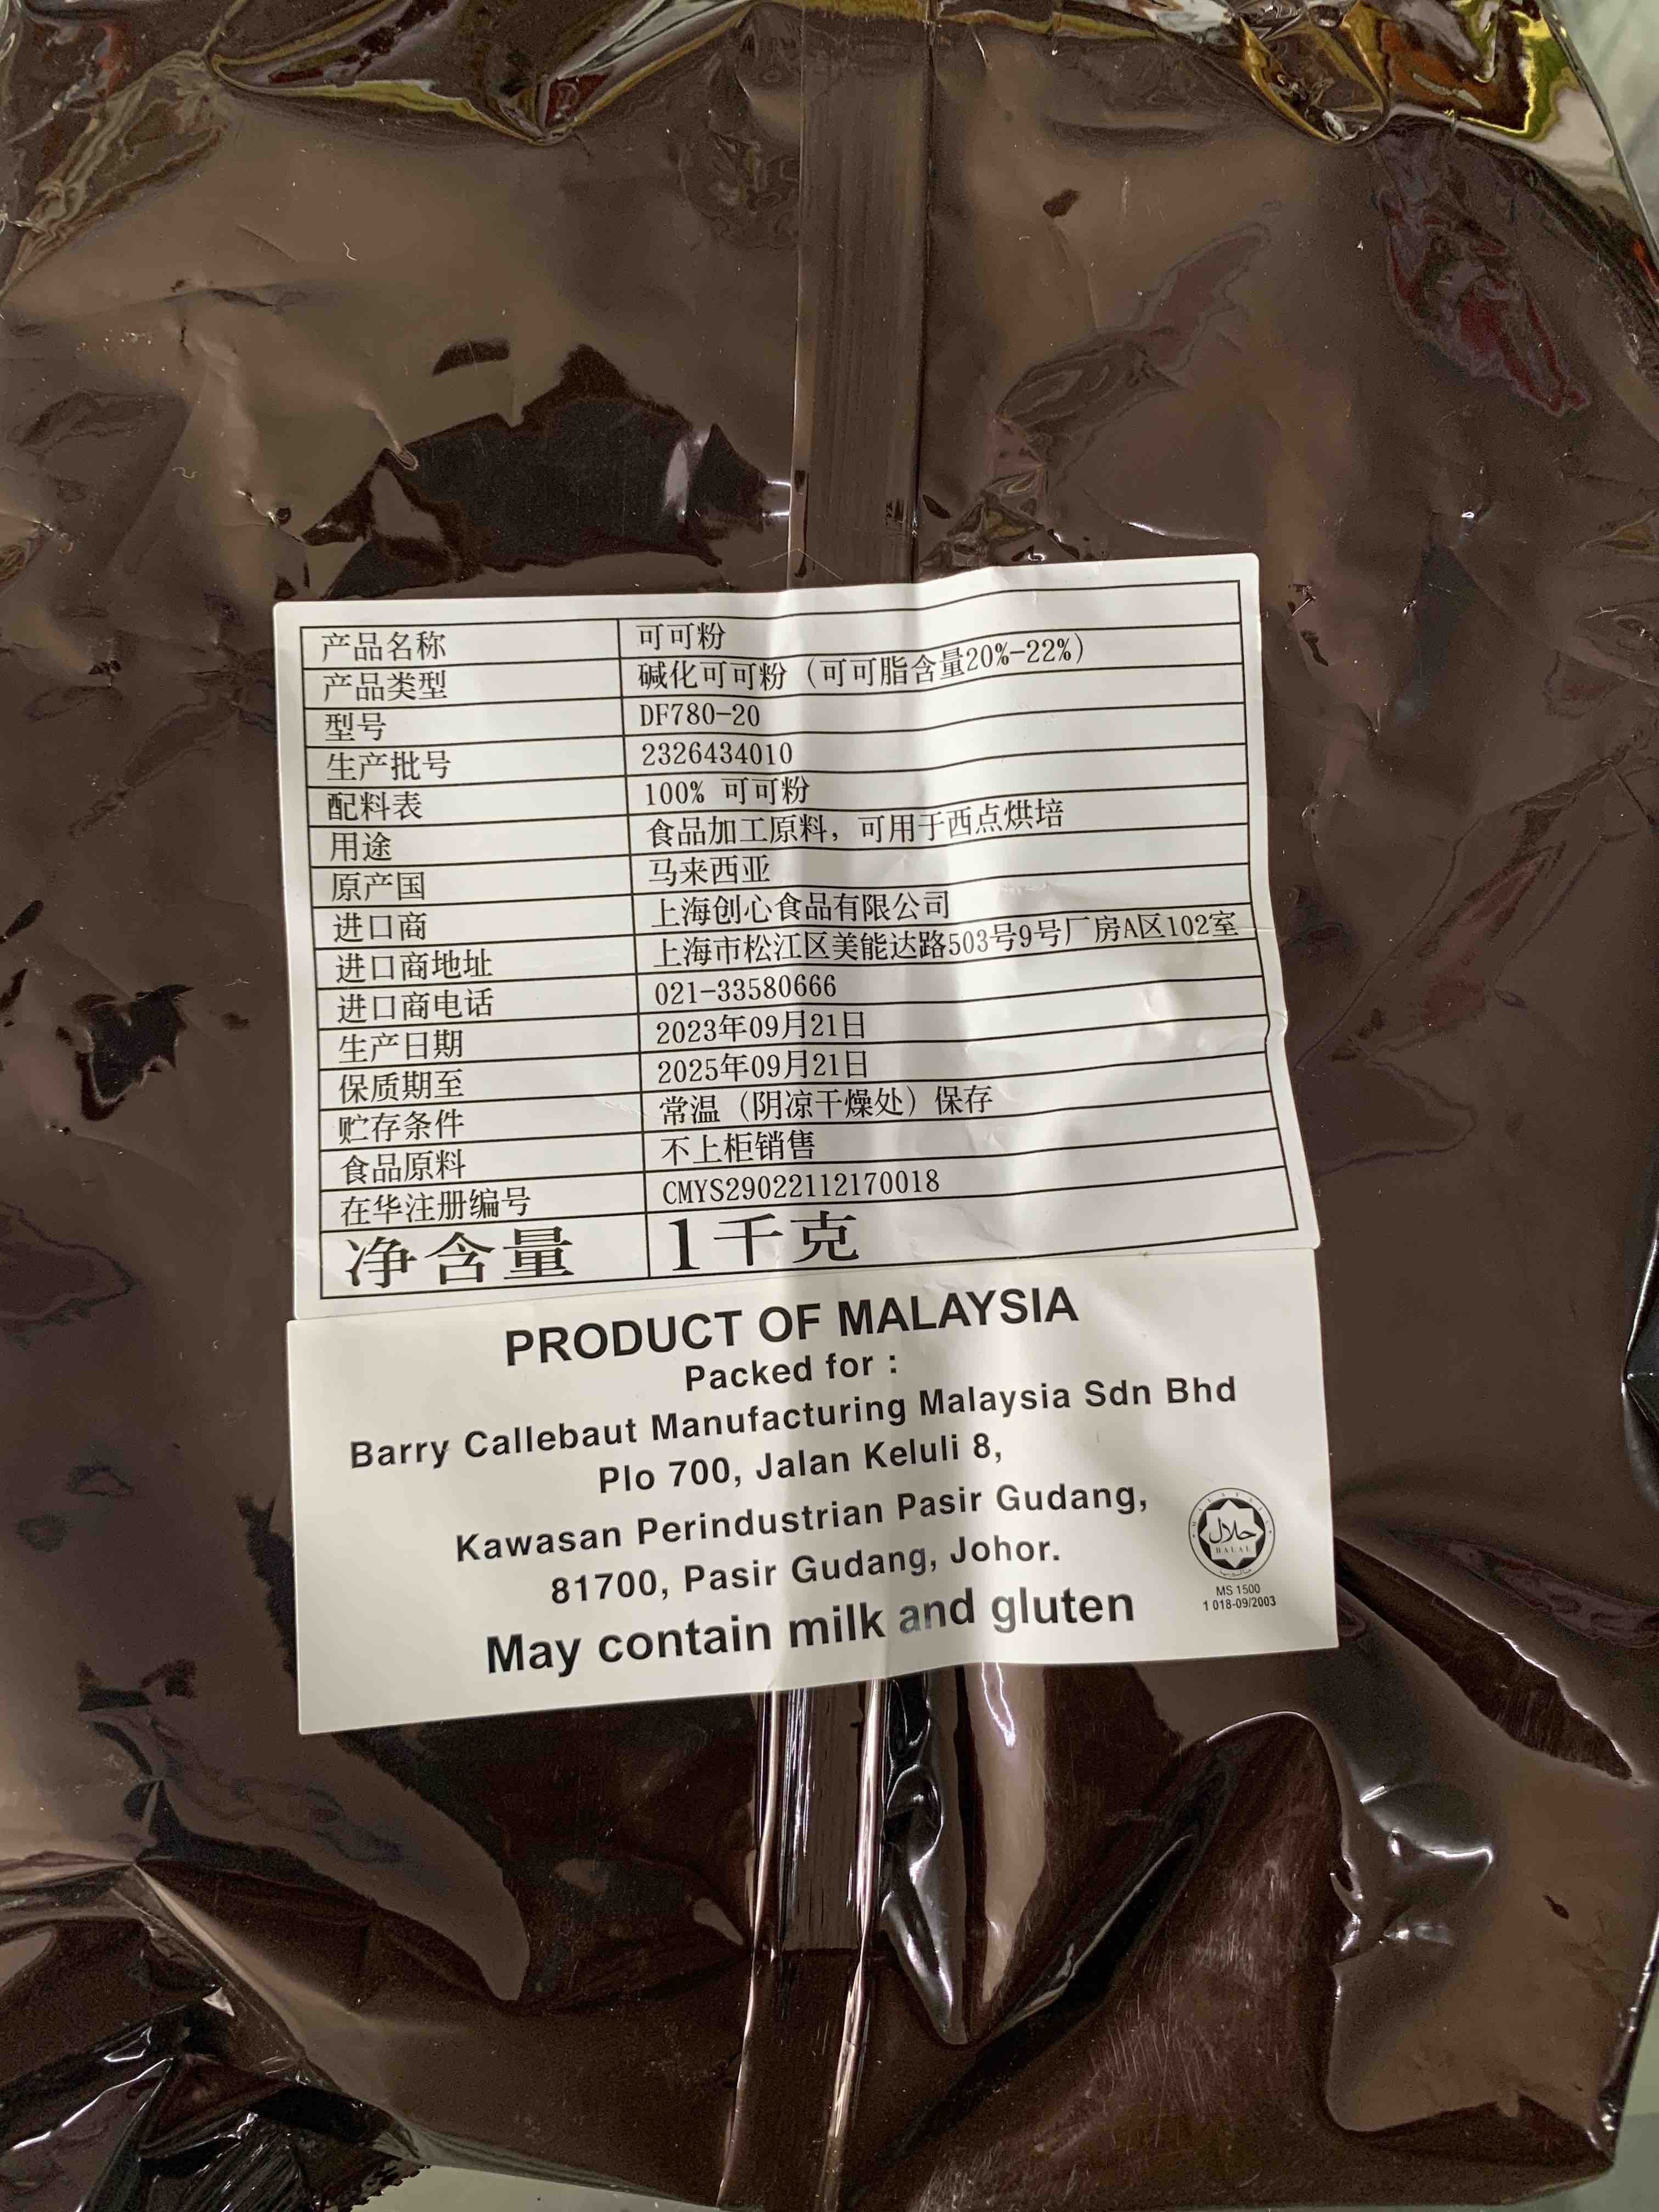 产品名称 可可粉
产品类型 碱化可可粉（可可脂含量20%-22%）
型号 DF780-20
生产批号 2326434010
配料表 100% 可可粉
用途 食品加工原料，可用于西点烘培
原产国 马来西亚
进口商 上海创心食品有限公司
进口商地址 上海市松江区美能达路503号9号厂房A区102室
进口商电话 021-33580666
生产日期 2023年09月21日
保质期至 2025年09月21日
贮存条件 常温（阴凉干燥处）保存
食品原料 不上柜销售
在华注册编号 CMYS29022112170018
净含量 1千克
PRODUCT OF MALAYSIA
Packed for :
Barry Callebaut Manufacturing Malaysia Sdn Bhd
Plo 700, Jalan Keluli 8,
Kawasan Perindustrian Pasir Gudang,
81700, Pasir Gudang, Johor.
May contain milk and gluten
حلال
HALAL
MS 1500
1 018-09/2003